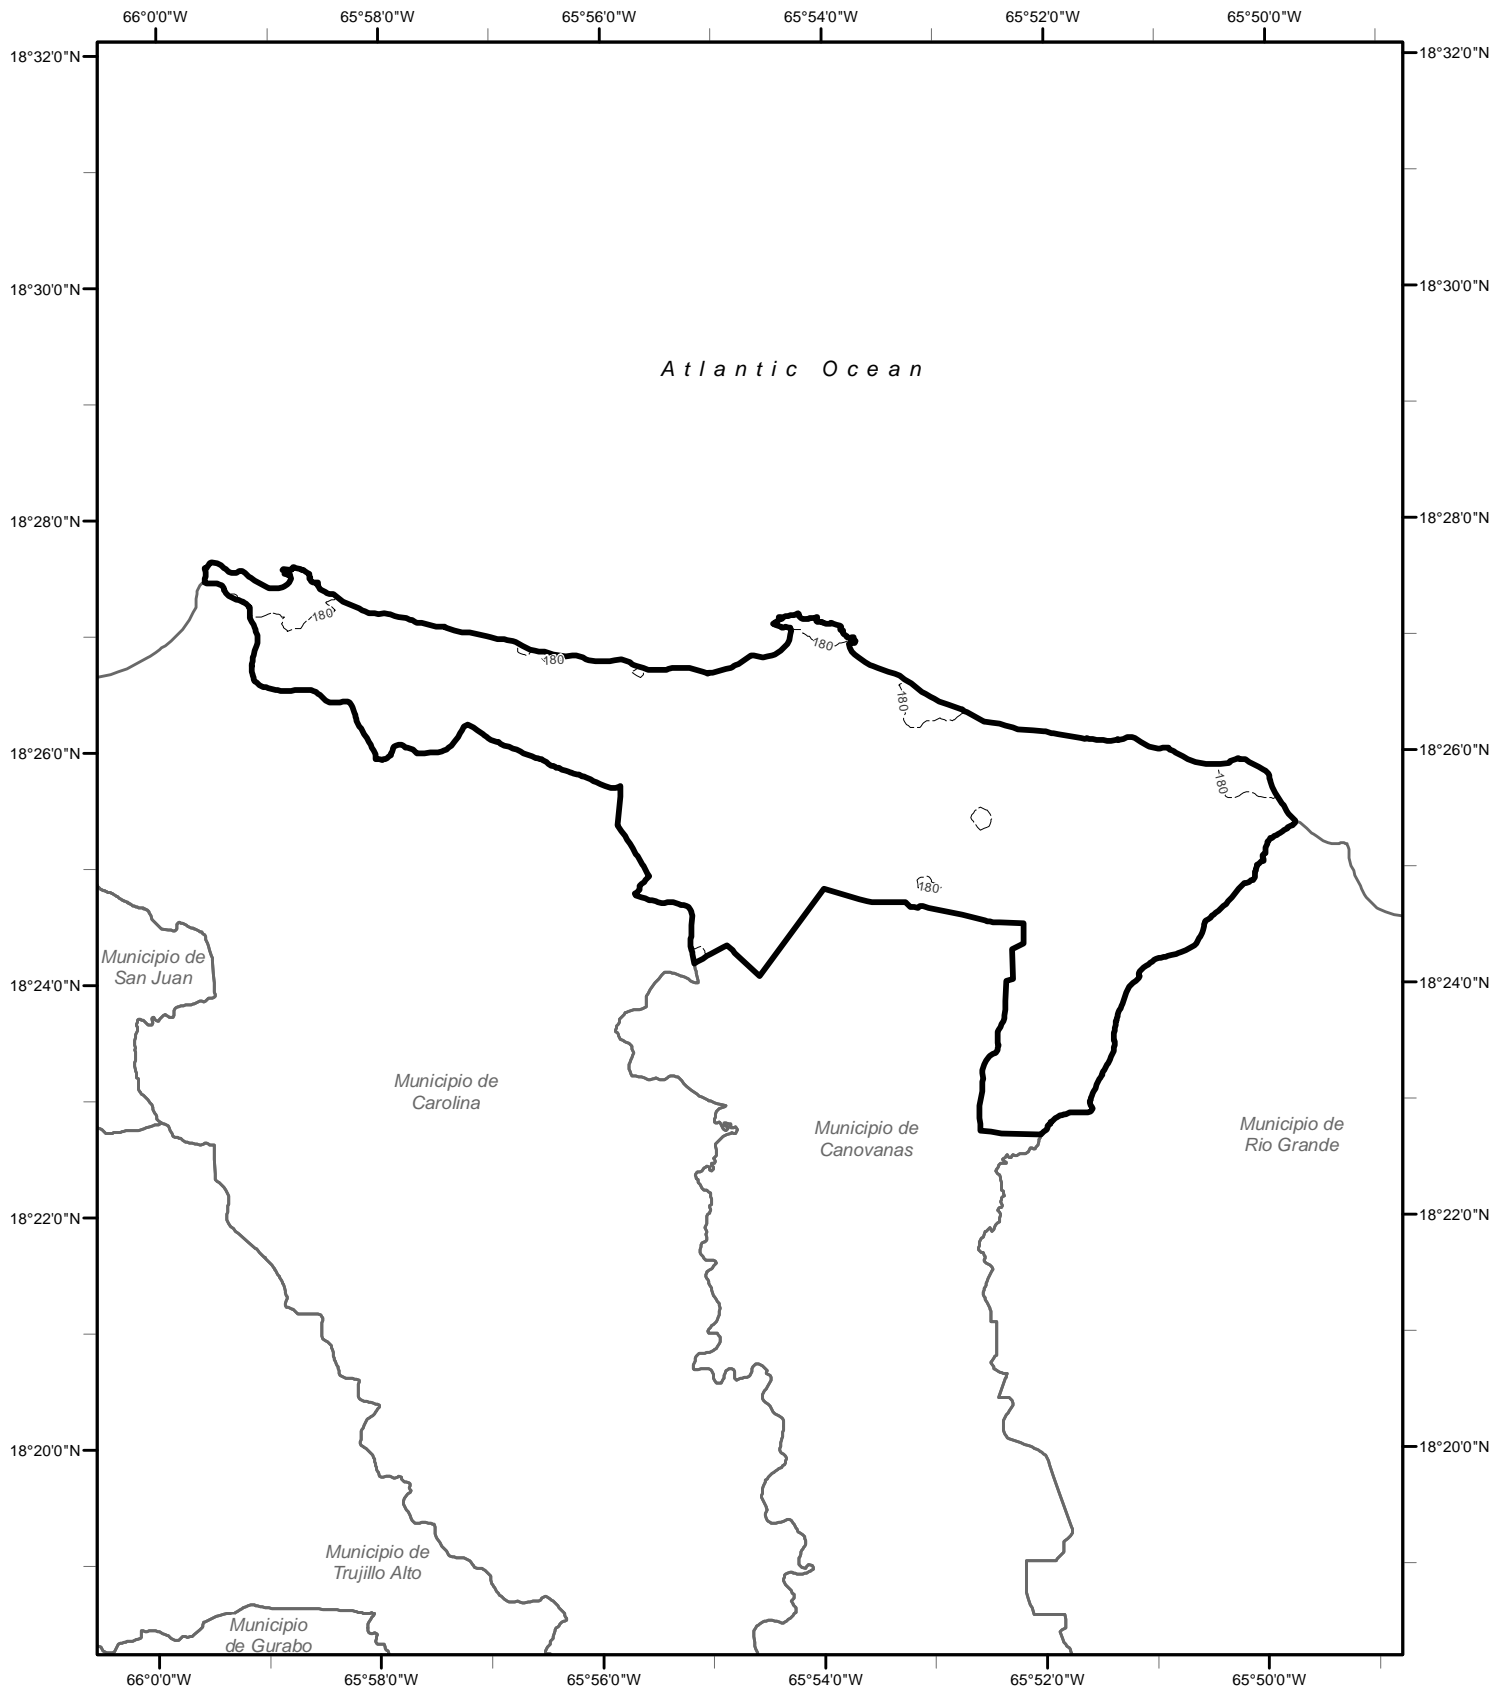 66°0'0"W
65°58'0"W
65°56'0"W
65°54'0"W
65°52'0"W
65°50'0"W
18°32'0"N
18°32'0"N
18°30'0"N
18°30'0"N
Atlantic Ocean
18°28'0"N
18°28'0"N
180
180
180
180
18°26'0"N
18°26'0"N
180
180
Municipio de
San Juan
18°24'0"N
18°24'0"N
Municipio de
Carolina
Municipio de
Canovanas
Municipio de
Rio Grande
18°22'0"N
18°22'0"N
18°20'0"N
18°20'0"N
Municipio de
Trujillo Alto
Municipio
de Gurabo
66°0'0"W
65°58'0"W
65°56'0"W
65°54'0"W
65°52'0"W
65°50'0"W